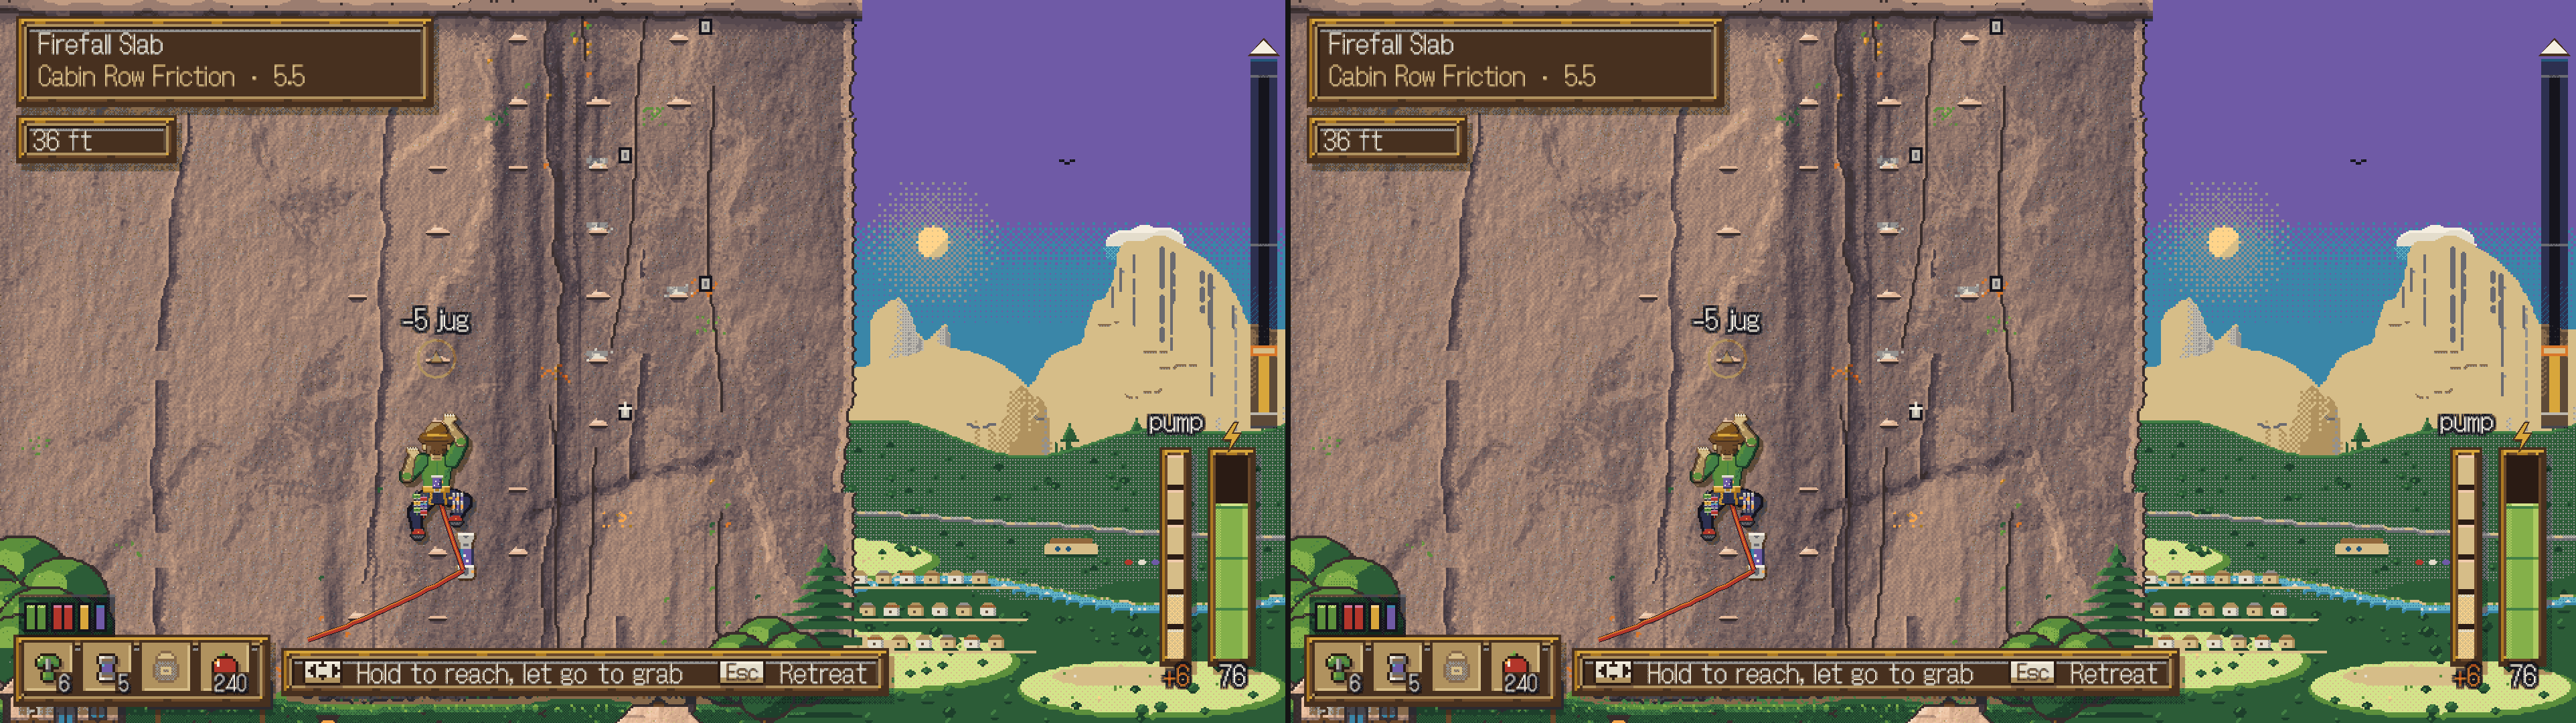 Firefall Slab
Cabin Row Friction · 5.5
36 ft
-5 jug
pump
6
5
240
Hold to reach, let go to grab
Esc Retreat
+6
76
Firefall Slab
Cabin Row Friction · 5.5
36 ft
-5 jug
pump
6
5
240
Hold to reach, let go to grab
Esc Retreat
+6
76